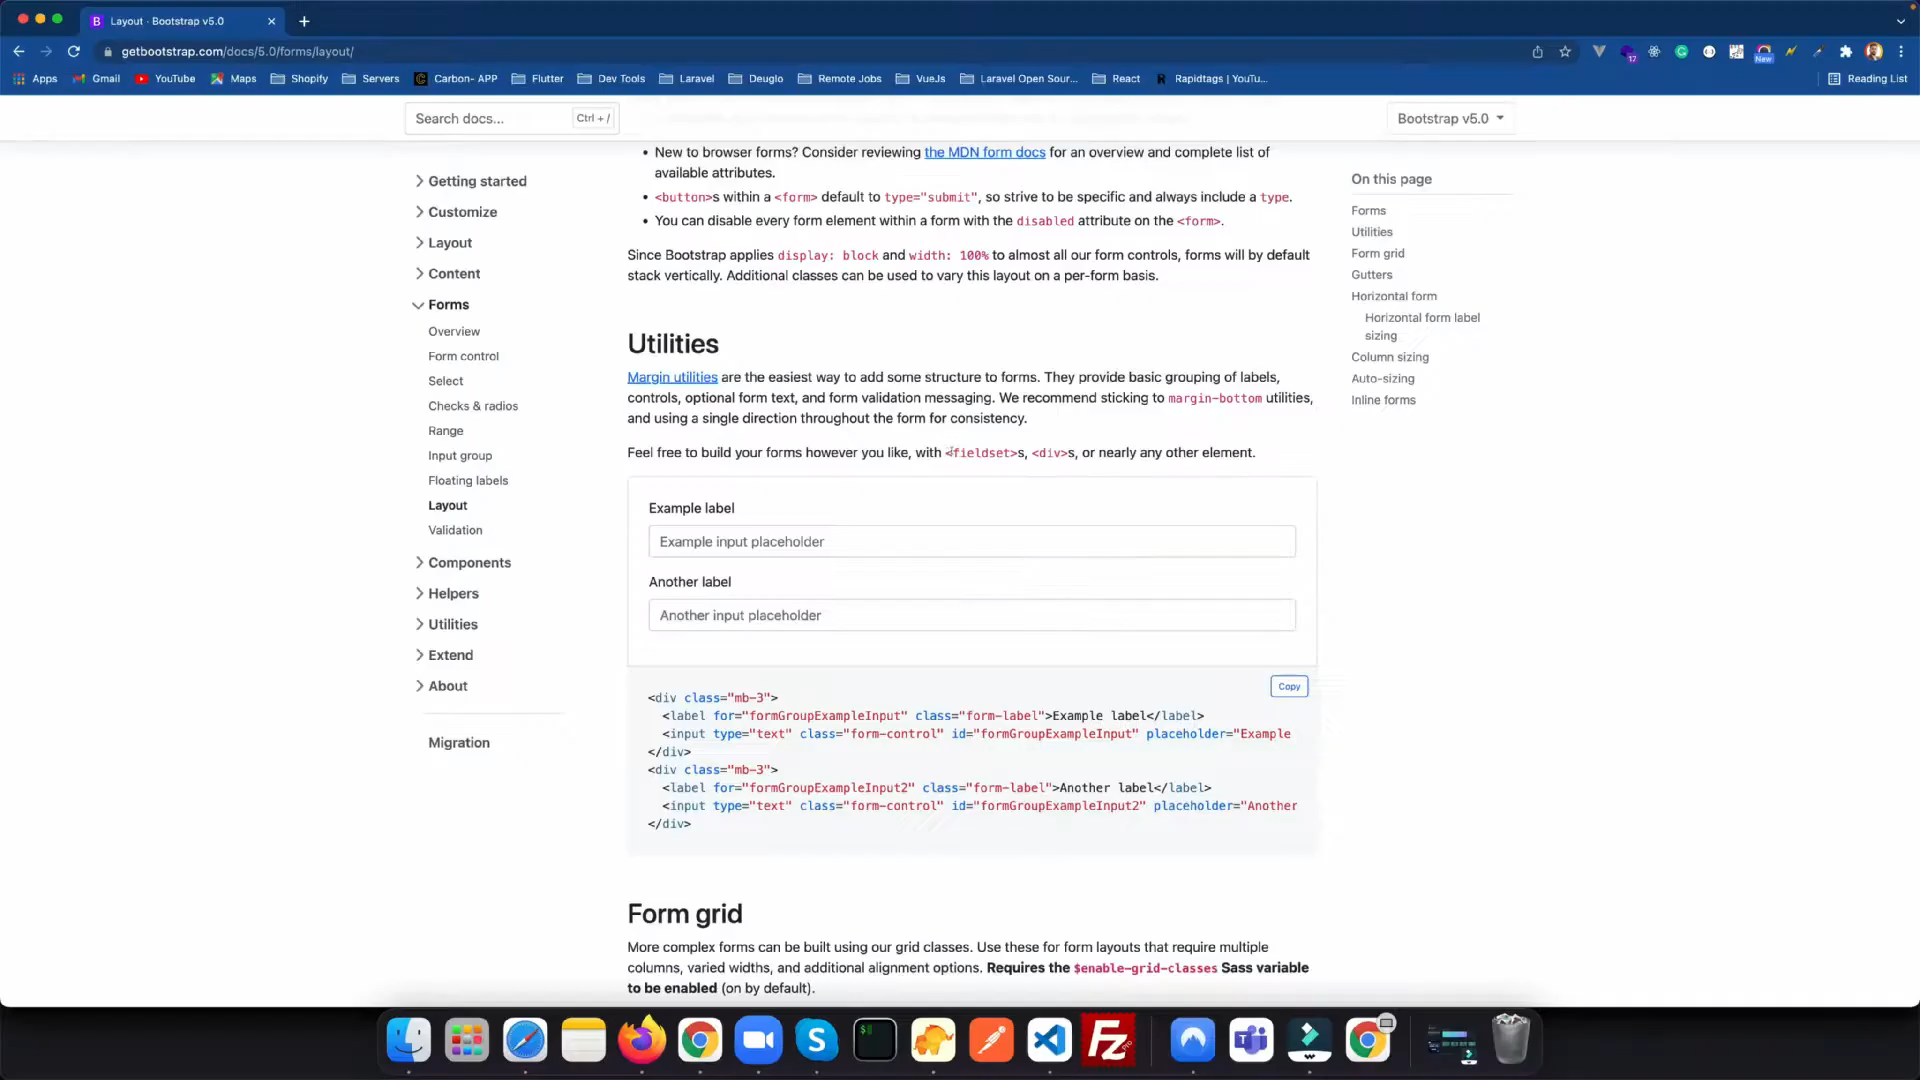 Layout · Bootstrap v5.0
getbootstrap.com/docs/5.0/forms/layout/
17
New
Apps
Gmail
YouTube
Maps
Shopify
Servers
Carbon- APP
Flutter
Dev Tools
Laravel
Deuglo
Remote Jobs
VueJs
Laravel Open Sour...
React
Rapidtags | YouTu...
Reading List
Search docs...
Ctrl + /
Bootstrap v5.0
Getting started
Customize
Layout
Content
Forms
Overview
Form control
Select
Checks & radios
Range
Input group
Floating labels
Layout
Validation
Components
Helpers
Utilities
Extend
About
Migration
• New to browser forms? Consider reviewing the MDN form docs for an overview and complete list of
available attributes.
• <button>s within a <form> default to type="submit", so strive to be specific and always include a type.
• You can disable every form element within a form with the disabled attribute on the <form>.
Since Bootstrap applies display: block and width: 100% to almost all our form controls, forms will by default
stack vertically. Additional classes can be used to vary this layout on a per-form basis.
Utilities
Margin utilities are the easiest way to add some structure to forms. They provide basic grouping of labels,
controls, optional form text, and form validation messaging. We recommend sticking to margin-bottom utilities,
and using a single direction throughout the form for consistency.
Feel free to build your forms however you like, with <fieldset>s, <div>s, or nearly any other element.
Example label
Example input placeholder
Another label
Another input placeholder
Copy
<div class="mb-3">
<label for="formGroupExampleInput" class="form-label">Example label</label>
<input type="text" class="form-control" id="formGroupExampleInput" placeholder="Example
</div>
<div class="mb-3">
<label for="formGroupExampleInput2" class="form-label">Another label</label>
<input type="text" class="form-control" id="formGroupExampleInput2" placeholder="Another
</div>
Form grid
More complex forms can be built using our grid classes. Use these for form layouts that require multiple
columns, varied widths, and additional alignment options. Requires the $enable-grid-classes Sass variable
to be enabled (on by default).
On this page
Forms
Utilities
Form grid
Gutters
Horizontal form
Horizontal form label
sizing
Column sizing
Auto-sizing
Inline forms